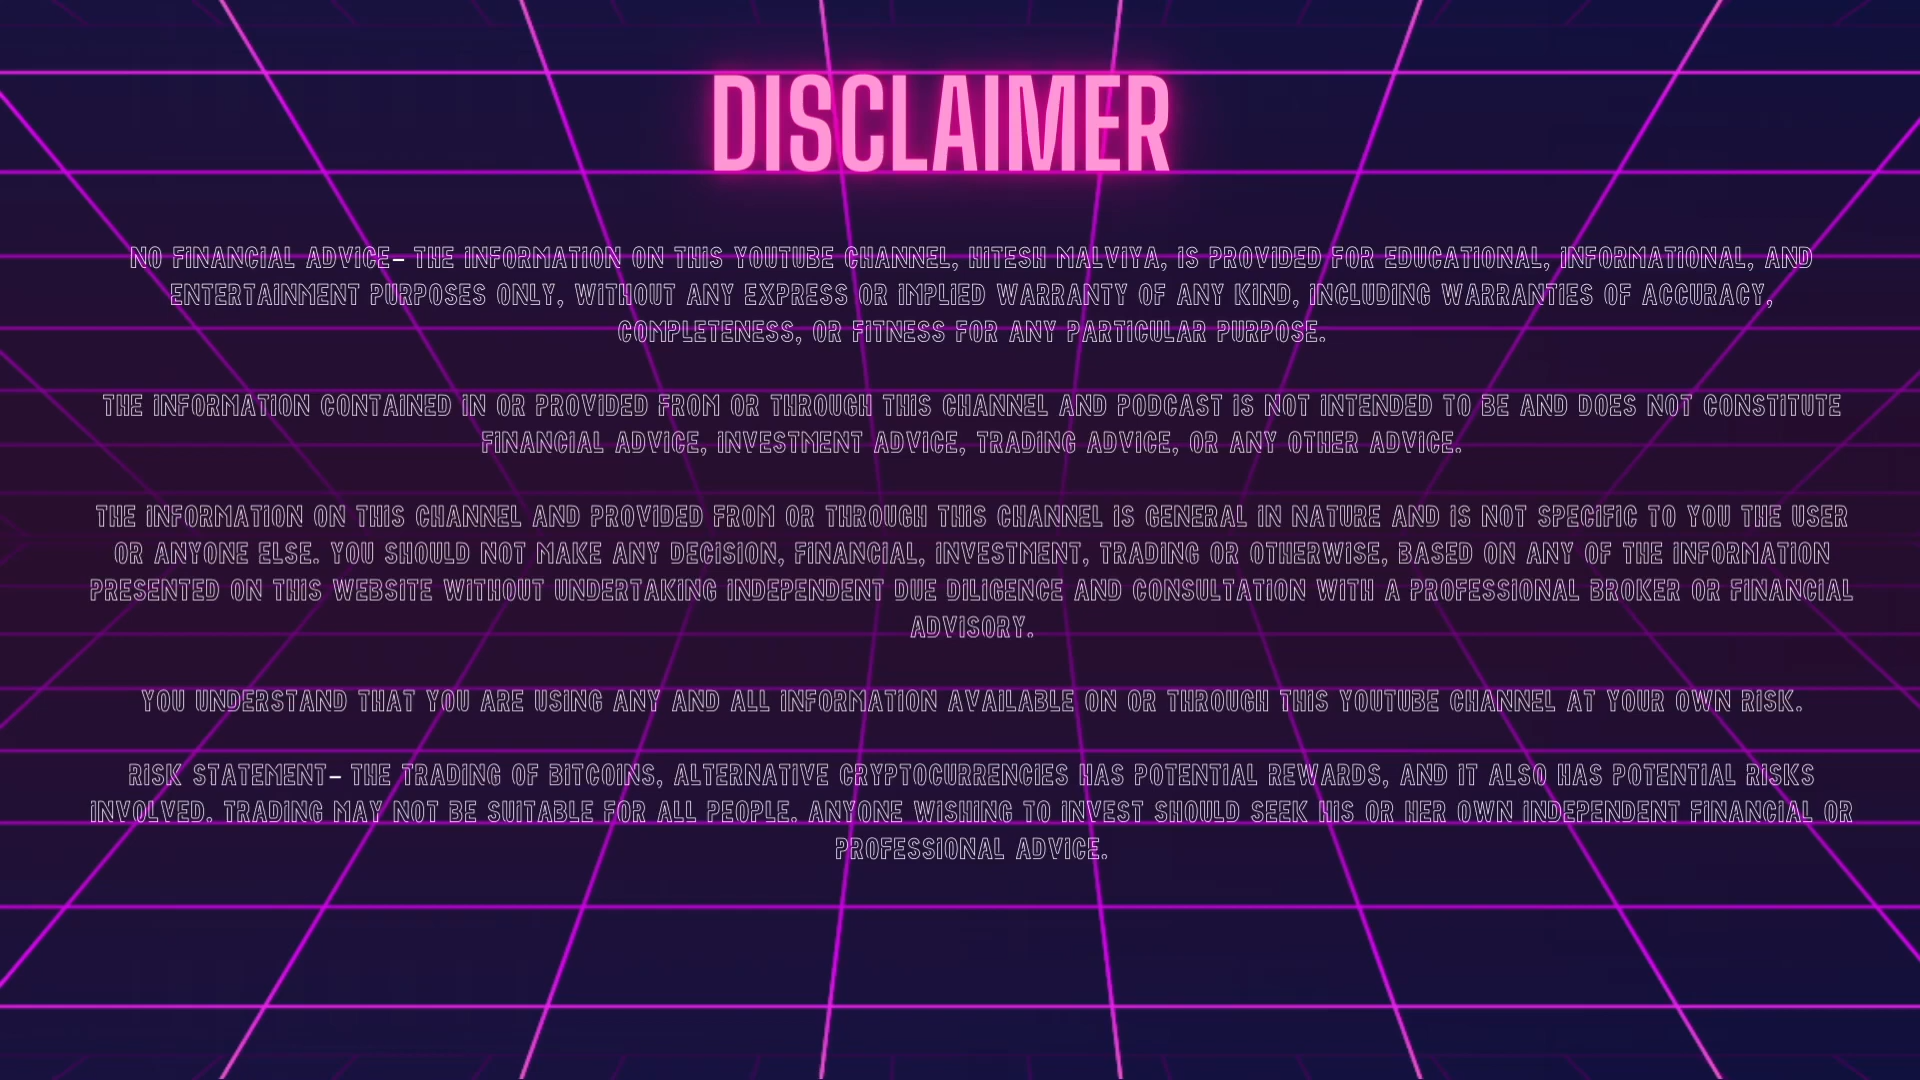 DISCLAIMER
NO FINANCIAL ADVICE- THE INFORMATION ON THIS YOUTUBE CHANNEL, HITESH MALVIYA, IS PROVIDED FOR EDUCATIONAL, INFORMATIONAL, AND
ENTERTAINMENT PURPOSES ONLY, WITHOUT ANY EXPRESS OR IMPLIED WARRANTY OF ANY KIND, INCLUDING WARRANTIES OF ACCURACY,
COMPLETENESS, OR FITNESS FOR ANY PARTICULAR PURPOSE.
THE INFORMATION CONTAINED IN OR PROVIDED FROM OR THROUGH THIS CHANNEL AND PODCAST IS NOT INTENDED TO BE AND DOES NOT CONSTITUTE
FINANCIAL ADVICE, INVESTMENT ADVICE, TRADING ADVICE, OR ANY OTHER ADVICE.
THE INFORMATION ON THIS CHANNEL AND PROVIDED FROM OR THROUGH THIS CHANNEL IS GENERAL IN NATURE AND IS NOT SPECIFIC TO YOU THE USER
OR ANYONE ELSE. YOU SHOULD NOT MAKE ANY DECISION, FINANCIAL, INVESTMENT, TRADING OR OTHERWISE, BASED ON ANY OF THE INFORMATION
PRESENTED ON THIS WEBSITE WITHOUT UNDERTAKING INDEPENDENT DUE DILIGENCE AND CONSULTATION WITH A PROFESSIONAL BROKER OR FINANCIAL
ADVISORY.
YOU UNDERSTAND THAT YOU ARE USING ANY AND ALL INFORMATION AVAILABLE ON OR THROUGH THIS YOUTUBE CHANNEL AT YOUR OWN RISK.
RISK STATEMENT- THE TRADING OF BITCOINS, ALTERNATIVE CRYPTOCURRENCIES HAS POTENTIAL REWARDS, AND IT ALSO HAS POTENTIAL RISKS
INVOLVED. TRADING MAY NOT BE SUITABLE FOR ALL PEOPLE. ANYONE WISHING TO INVEST SHOULD SEEK HIS OR HER OWN INDEPENDENT FINANCIAL OR
PROFESSIONAL ADVICE.